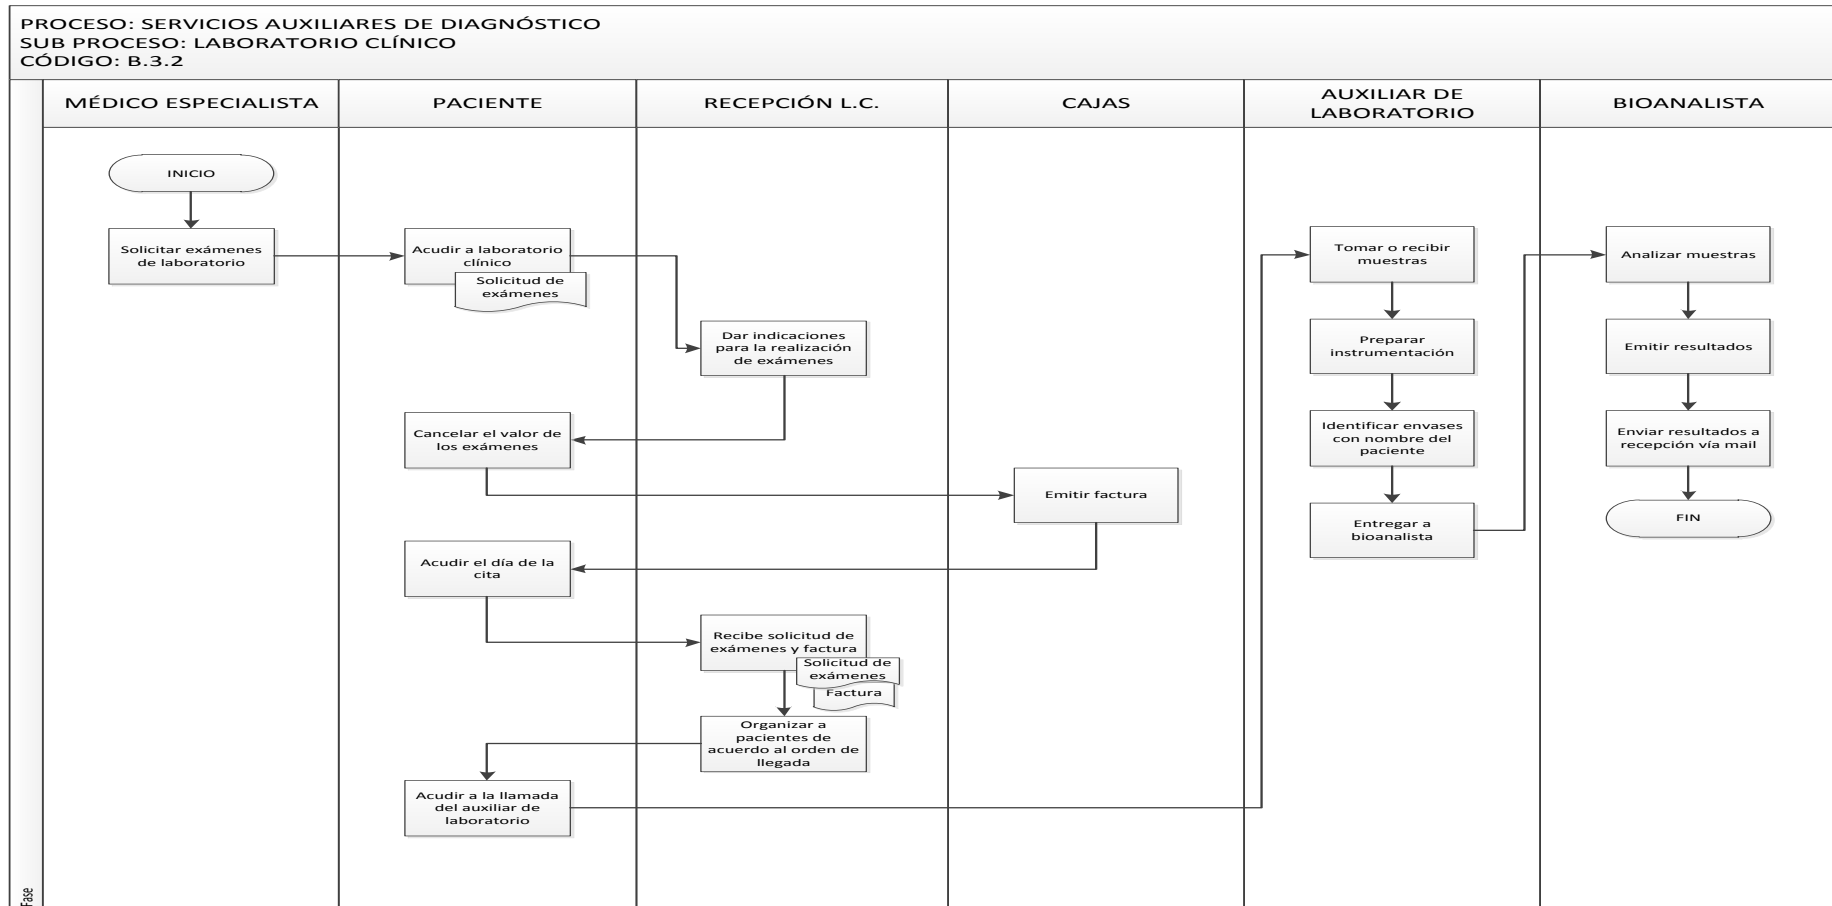 PROCESO: SERVICIOS AUXILIARES DE DIAGNÓSTICO
SUB PROCESO: LABORATORIO CLÍNICO
CÓDIGO: B.3.2
MÉDICO ESPECIALISTA
PACIENTE
RECEPCIÓN L.C.
CAJAS
AUXILIAR DE
LABORATORIO
BIOANALISTA
INICIO
Solicitar exámenes
de laboratorio
Acudir a laboratorio
clínico
Solicitud de
exámenes
Dar indicaciones
para la realización
de exámenes
Cancelar el valor de
los exámenes
Emitir factura
Acudir el día de la
cita
Recibe solicitud de
exámenes y factura
Solicitud de
exámenes
Factura
Organizar a
pacientes de
acuerdo al orden de
llegada
Acudir a la llamada
del auxiliar de
laboratorio
Tomar o recibir
muestras
Preparar
instrumentación
Identificar envases
con nombre del
paciente
Entregar a
bioanalista
Analizar muestras
Emitir resultados
Enviar resultados a
recepción vía mail
FIN
Fase